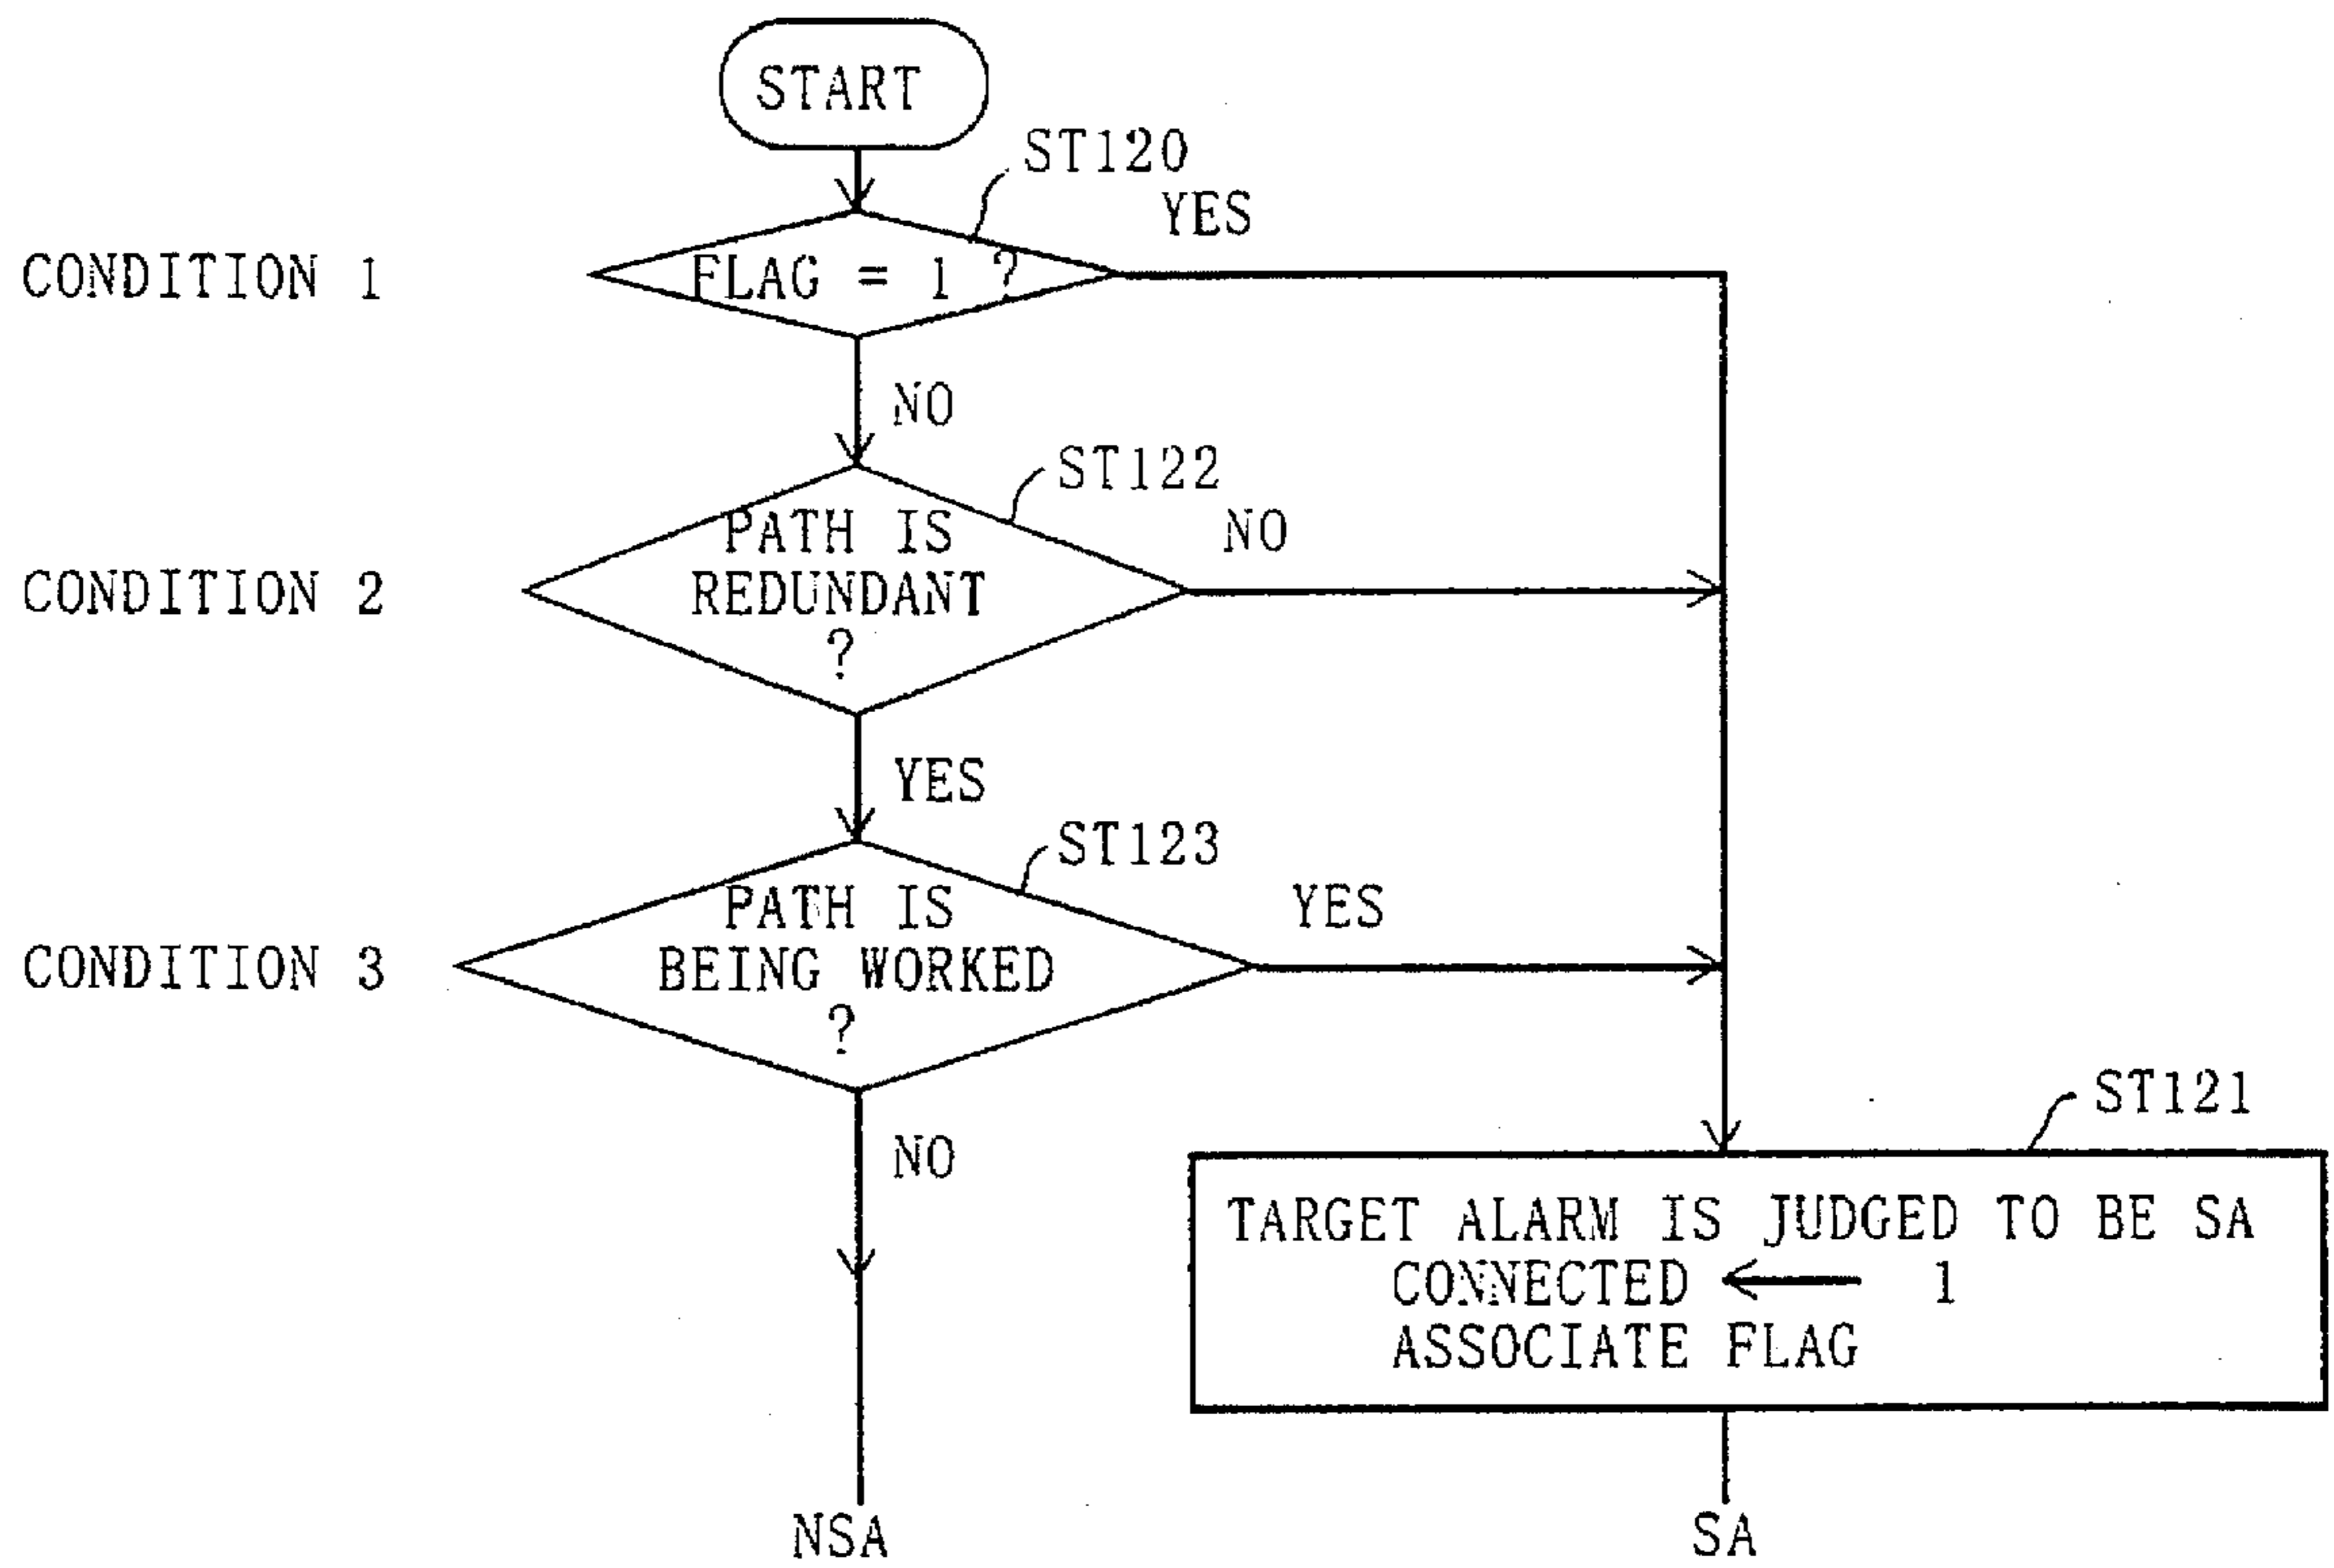 START
ST120
YES
CONDITION 1
FLAG = 1 ?
NO
ST122
PATH IS
NO
CONDITION 2
REDUNDANT
?
YES
ST123
PATH IS
YES
CONDITION 3
BEING WORKED
?
ST121
NO
TARGET ALARM IS JUDGED TO BE SA
CONNECTED ← 1
ASSOCIATE FLAG
NSA
SA